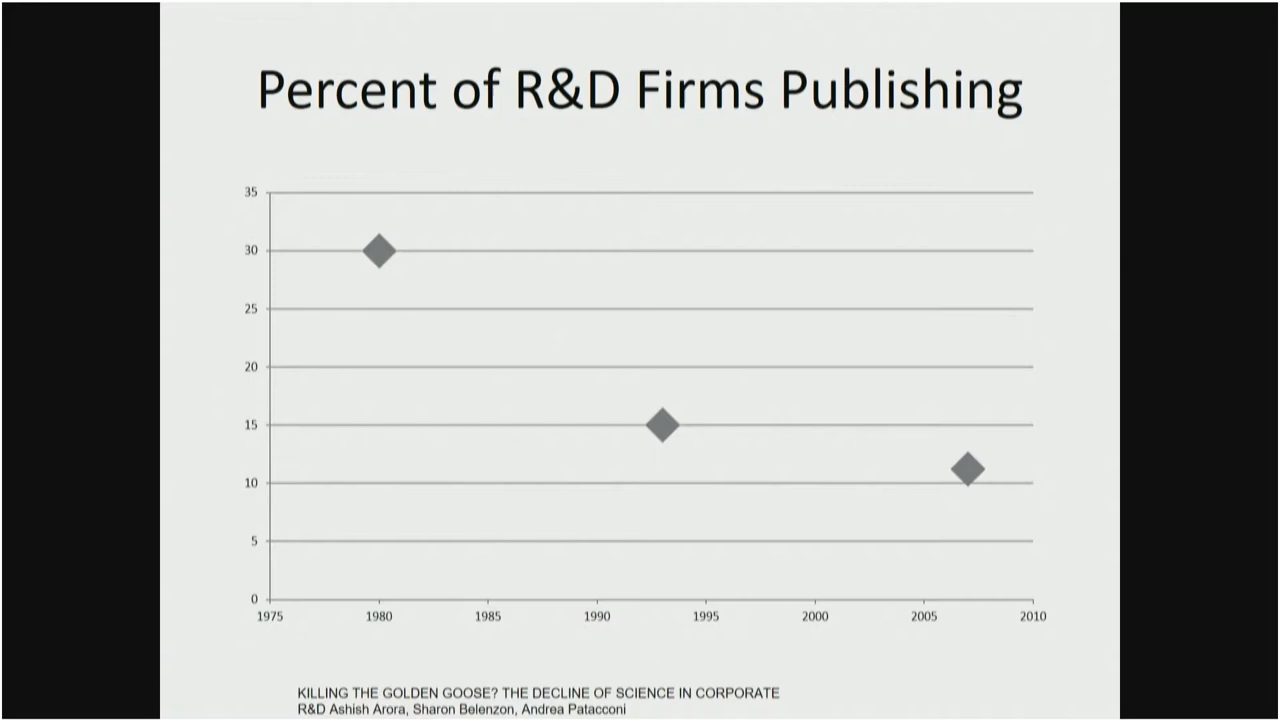 Percent of R&D Firms Publishing
35
30
25
20
15
10
5
0
1975 1980 1985 1990 1995 2000 2005 2010
KILLING THE GOLDEN GOOSE? THE DECLINE OF SCIENCE IN CORPORATE
R&D Ashish Arora, Sharon Belenzon, Andrea Patacconi